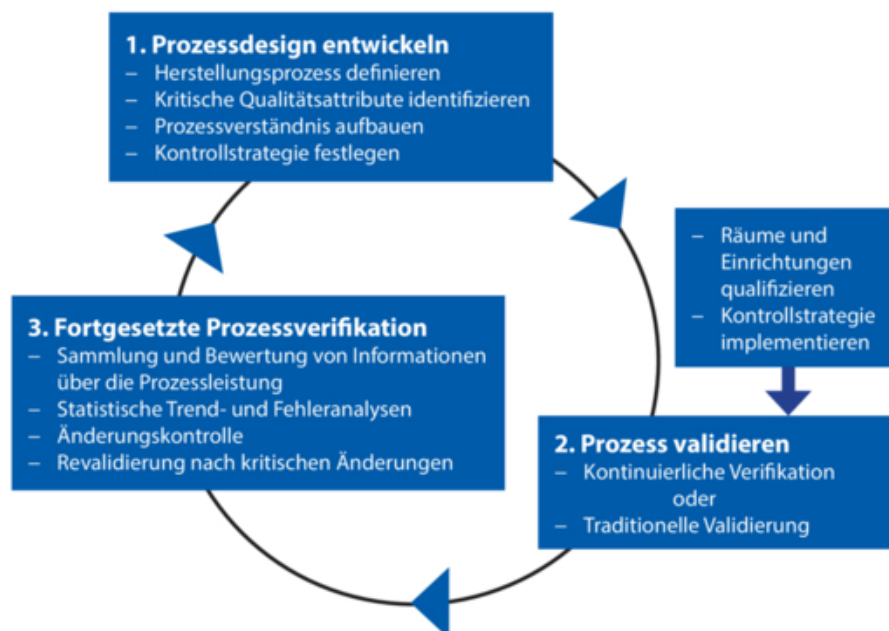 1. Prozessdesign entwickeln
– Herstellungsprozess definieren
– Kritische Qualitätsattribute identifizieren
– Prozessverständnis aufbauen
– Kontrollstrategie festlegen
– Räume und
Einrichtungen
qualifizieren
– Kontrollstrategie
implementieren
2. Prozess validieren
– Kontinuierliche Verifikation
oder
– Traditionelle Validierung
3. Fortgesetzte Prozessverifikation
– Sammlung und Bewertung von Informationen
über die Prozessleistung
– Statistische Trend- und Fehleranalysen
– Änderungskontrolle
– Revalidierung nach kritischen Änderungen